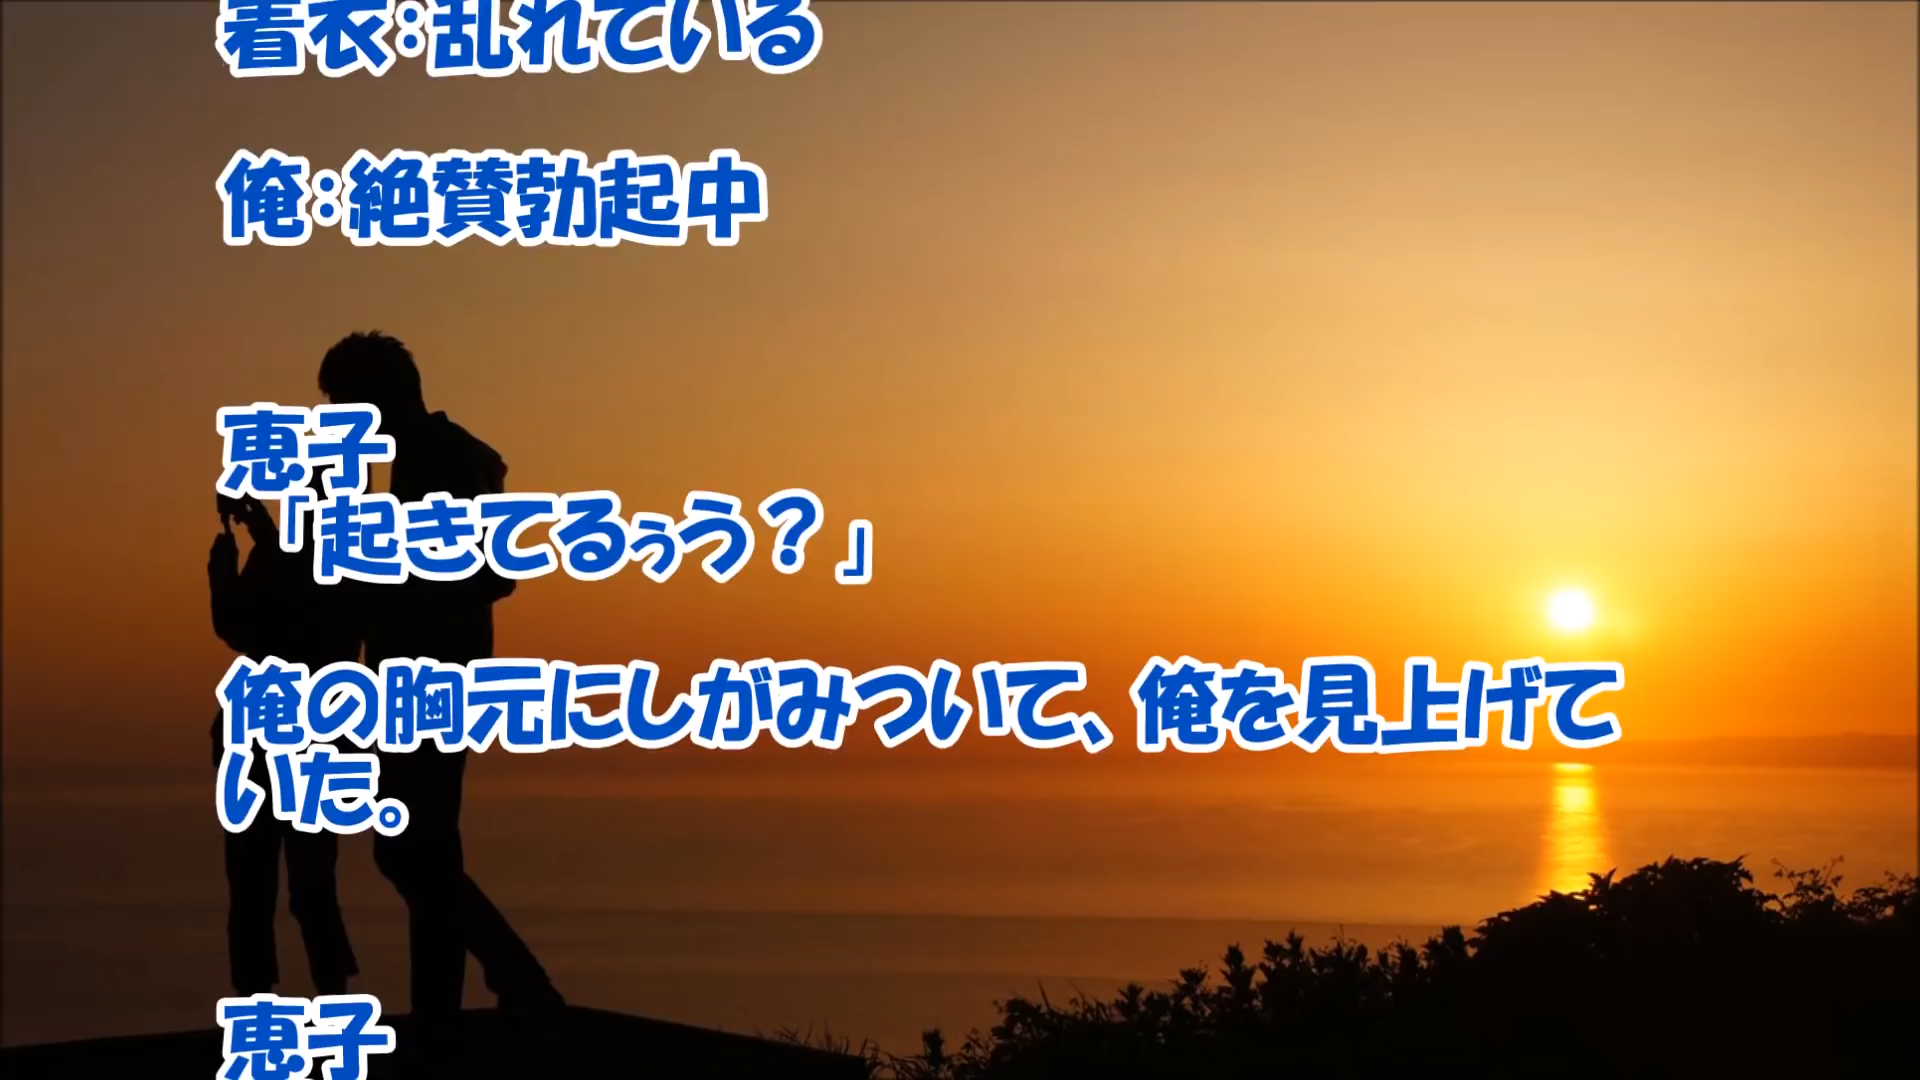 着衣：乱れている
俺：絶賛勃起中
恵子
「起きてるぅう？」
俺の胸元にしがみついて、俺を見上げて
いた。
恵子